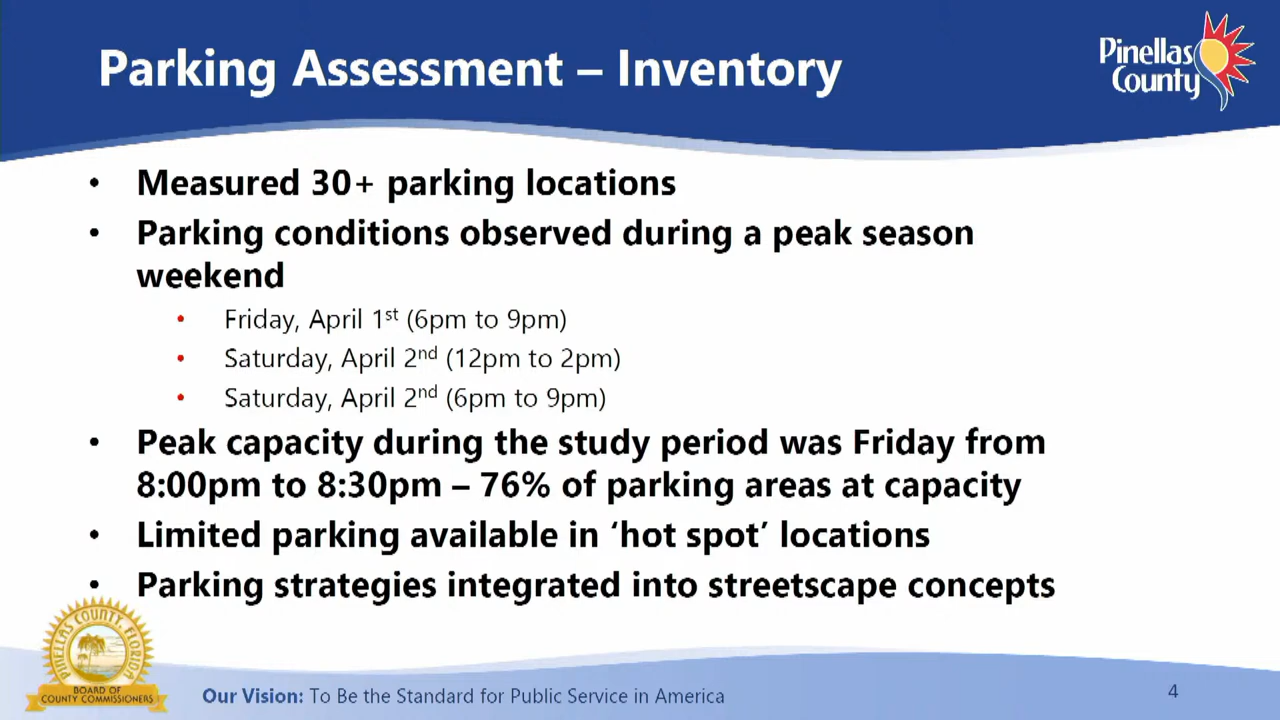 Parking Assessment – Inventory
Pinellas
County
• Measured 30+ parking locations
• Parking conditions observed during a peak season
weekend
• Friday, April 1st (6pm to 9pm)
• Saturday, April 2nd (12pm to 2pm)
• Saturday, April 2nd (6pm to 9pm)
• Peak capacity during the study period was Friday from
8:00pm to 8:30pm – 76% of parking areas at capacity
• Limited parking available in ‘hot spot’ locations
• Parking strategies integrated into streetscape concepts
PINELLAS COUNTY, FLORIDA
BOARD OF
COUNTY COMMISSIONERS
Our Vision: To Be the Standard for Public Service in America
4